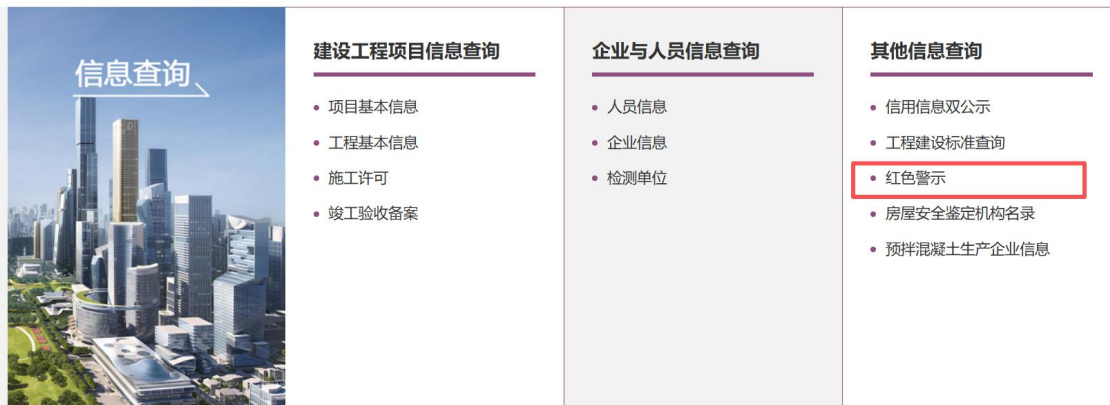 信息查询
建设工程项目信息查询
项目基本信息
工程基本信息
施工许可
竣工验收备案
企业与人员信息查询
人员信息
企业信息
检测单位
其他信息查询
信用信息双公示
工程建设标准查询
红色警示
房屋安全鉴定机构名录
预拌混凝土生产企业信息